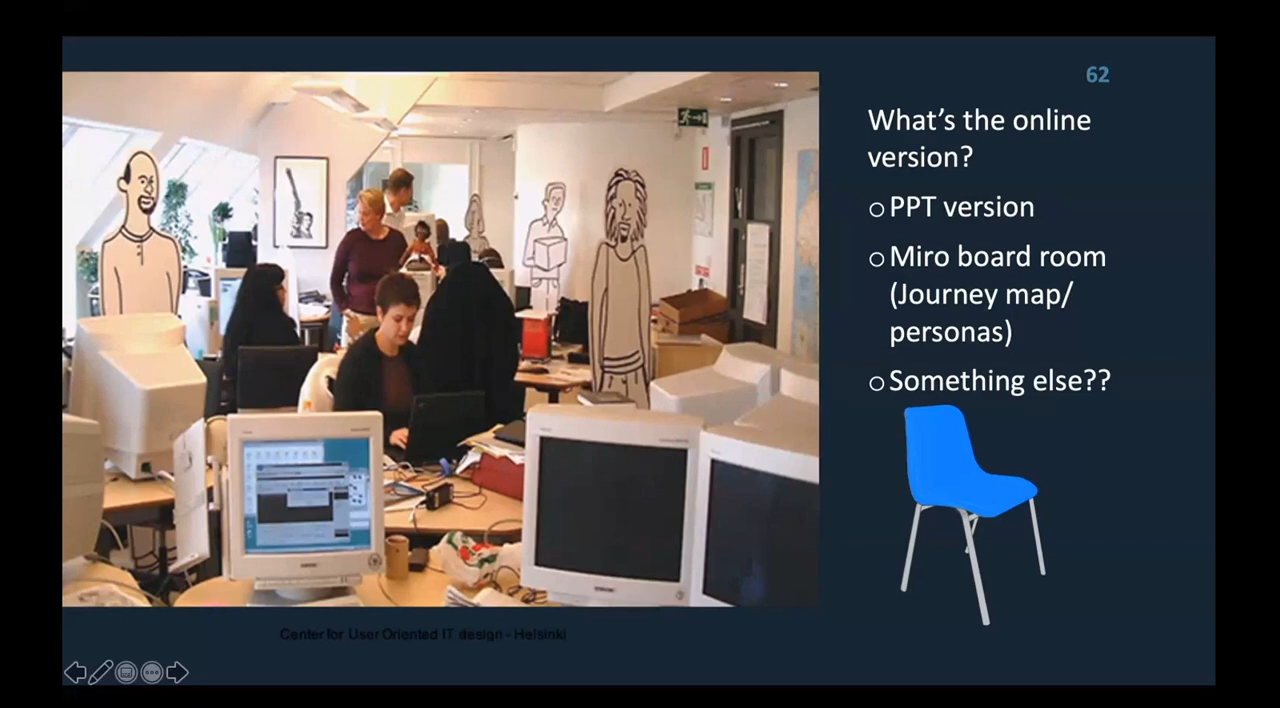 62
What's the online
version?
○ PPT version
○ Miro board room
(Journey map/
personas)
○ Something else??
Center for User Oriented IT design - Helsinki